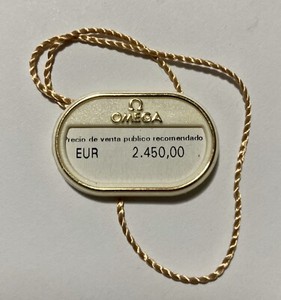 Ω
OMEGA
Precio de venta publico recomendado
EUR 2.450,00